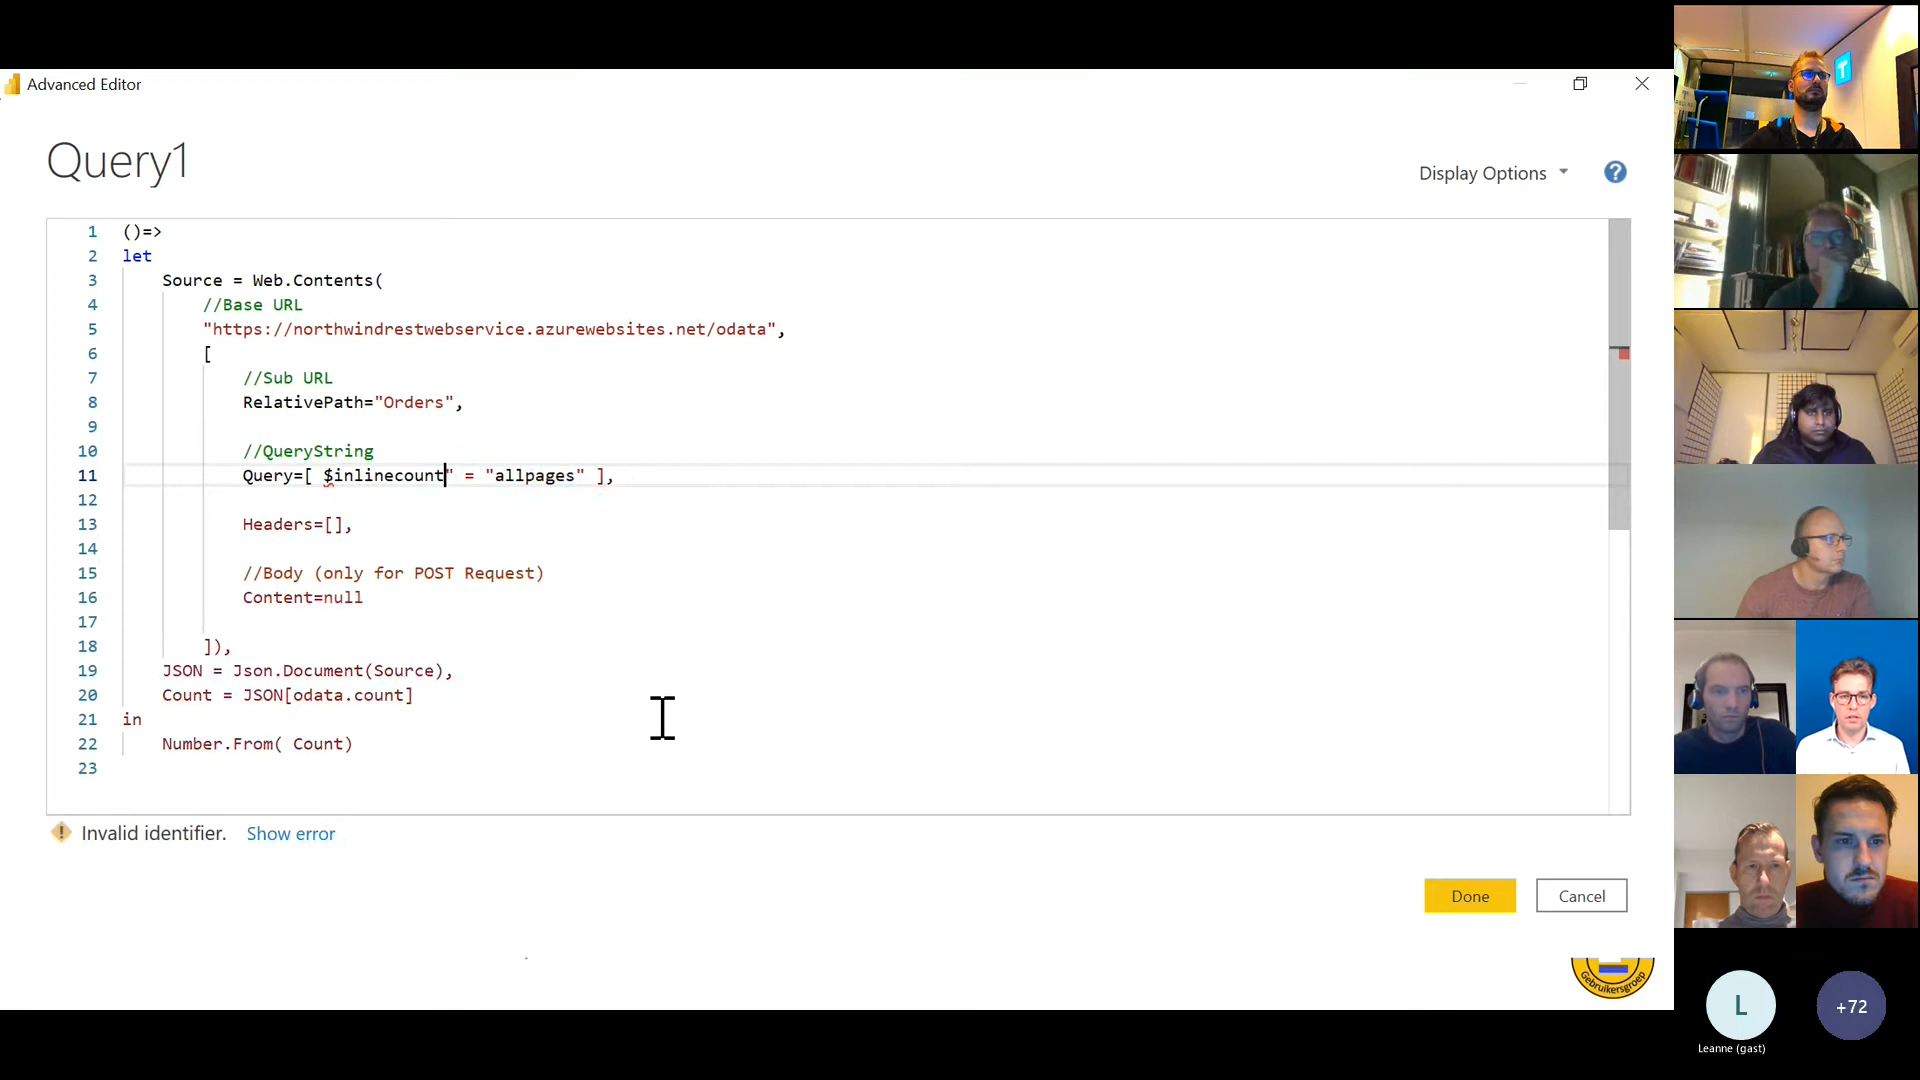 Advanced Editor
Query1
Display Options
?
1 ()=>
2 let
3 Source = Web.Contents(
4 //Base URL
5 "https://northwindrestwebservice.azurewebsites.net/odata",
6 [
7 //Sub URL
8 RelativePath="Orders",
9
10 //QueryString
11 Query=[ $inlinecount" = "allpages" ],
12
13 Headers=[],
14
15 //Body (only for POST Request)
16 Content=null
17
18 ]),
19 JSON = Json.Document(Source),
20 Count = JSON[odata.count]
21 in
22 Number.From( Count)
23
! Invalid identifier. Show error
Done Cancel
Gebruikersgroep
T
L
+72
Leanne (gast)